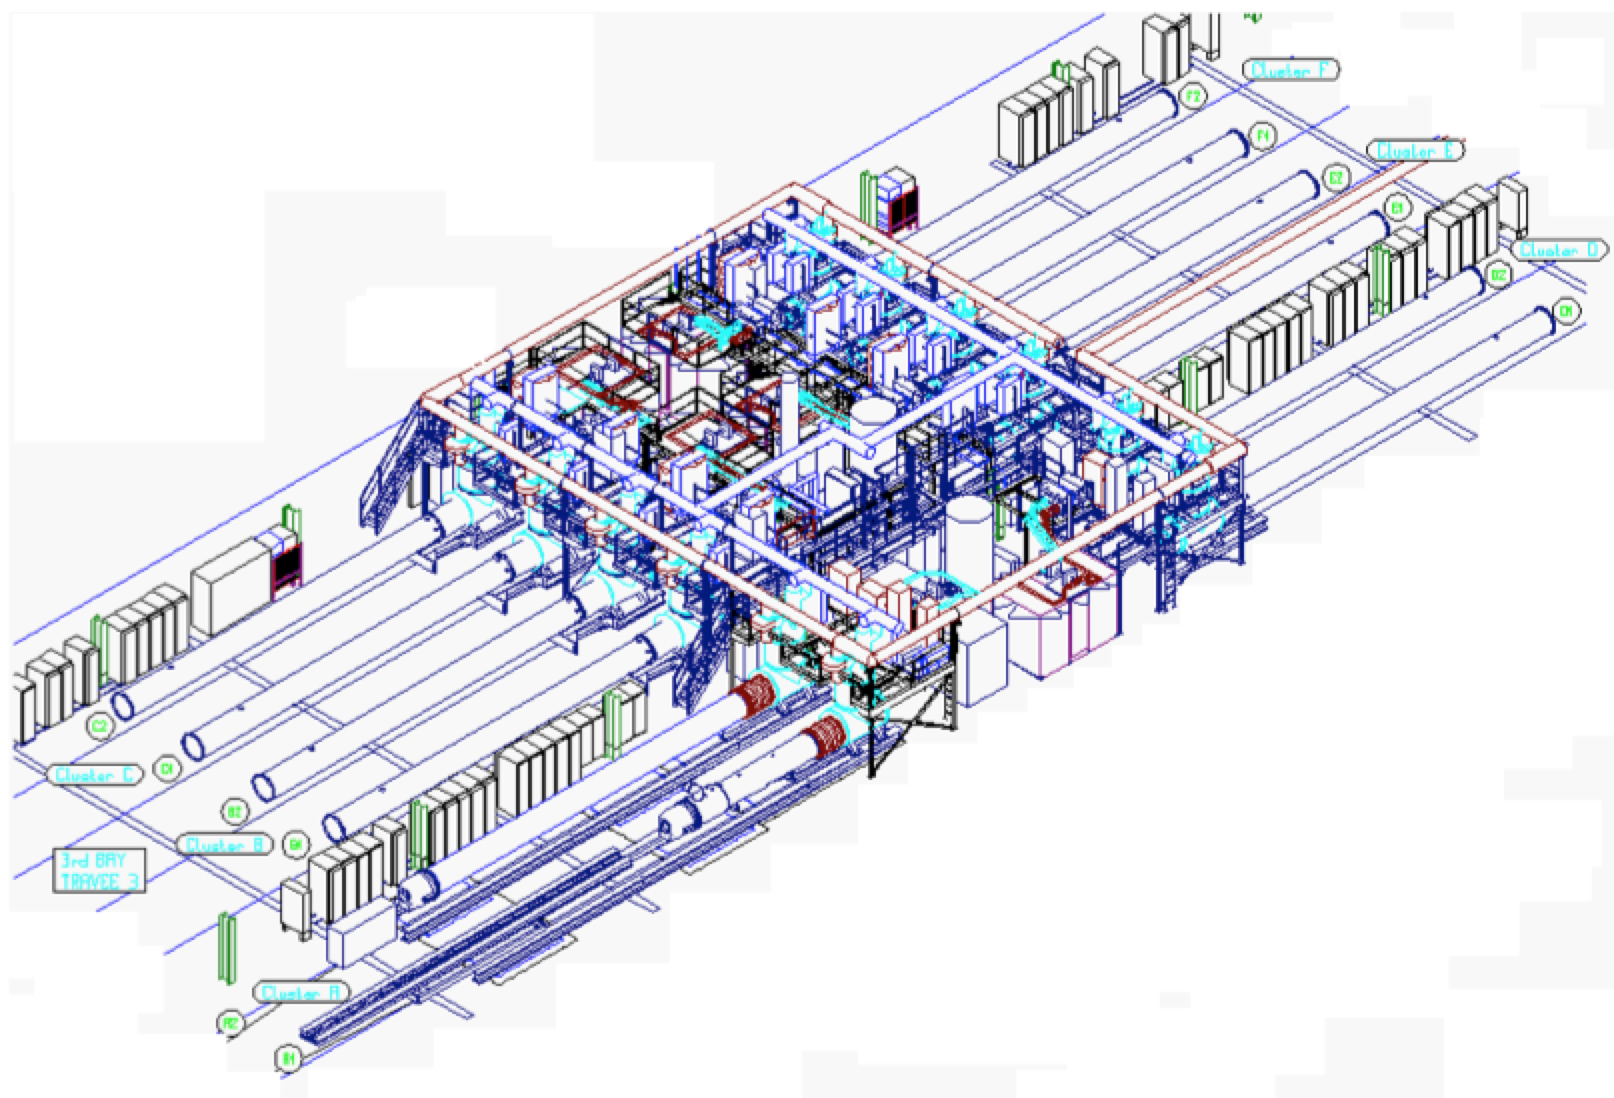 Cluster F
F2
F1
Cluster E
E2
E1
Cluster D
D2
D1
C2
Cluster C
C1
B2
Cluster B
B1
3rd BAY
TRAVEE 3
Cluster A
A2